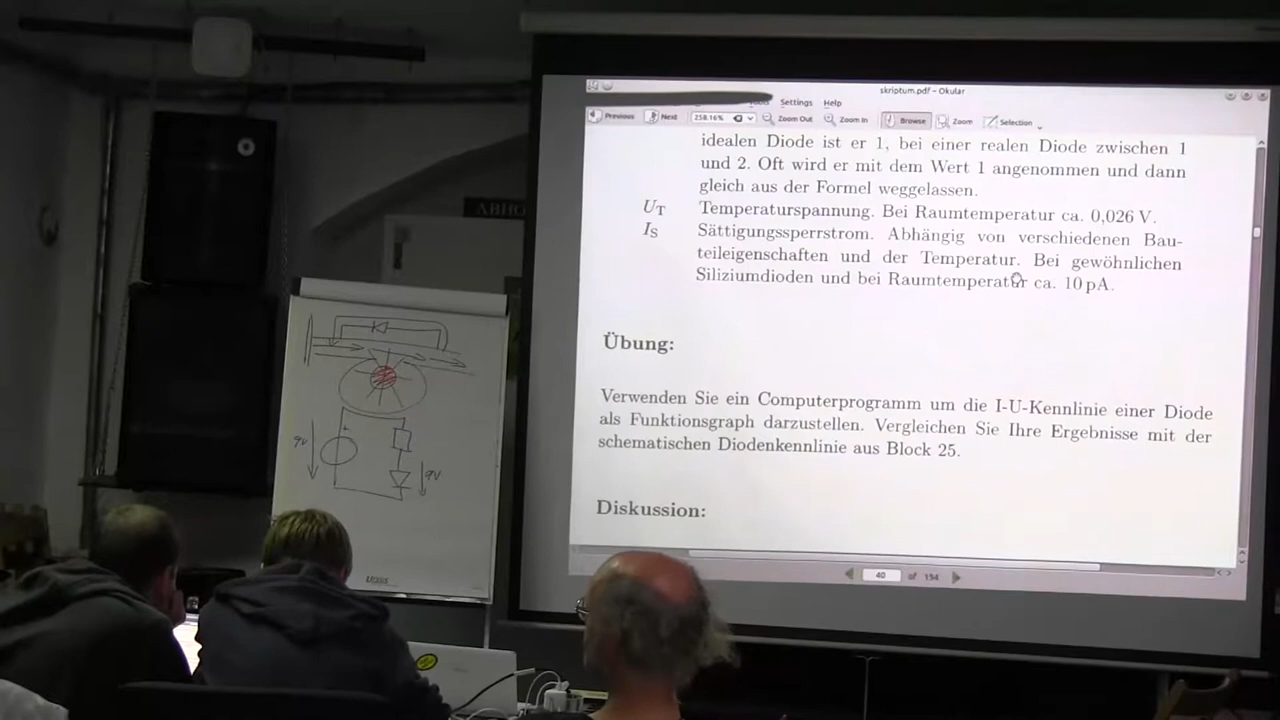 skriptum.pdf - Okular
Settings Help
Previous Next 258.16% Zoom Out Zoom In Browse Zoom Selection
idealen Diode ist er 1, bei einer realen Diode zwischen 1
und 2. Oft wird er mit dem Wert 1 angenommen und dann
gleich aus der Formel weggelassen.
UT Temperaturspannung. Bei Raumtemperatur ca. 0,026 V.
IS Sättigungssperrstrom. Abhängig von verschiedenen Bau-
teileigenschaften und der Temperatur. Bei gewöhnlichen
Siliziumdioden und bei Raumtemperatur ca. 10 pA.
Übung:
Verwenden Sie ein Computerprogramm um die I-U-Kennlinie einer Diode
als Funktionsgraph darzustellen. Vergleichen Sie Ihre Ergebnisse mit der
schematischen Diodenkennlinie aus Block 25.
Diskussion:
40 of 194
9V
9V